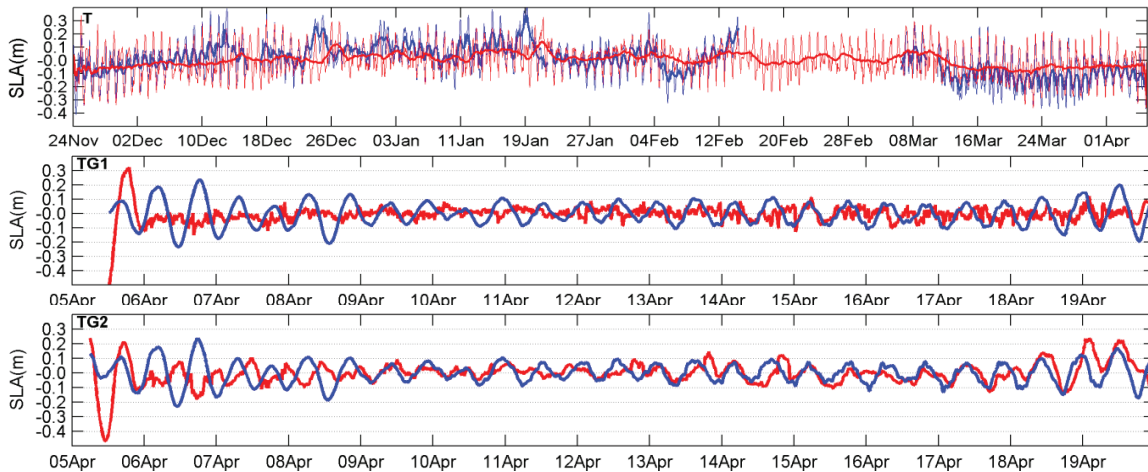 T
SLA(m)
0.3
0.2
0.1
-0.0
-0.1
-0.2
-0.3
-0.4
24Nov 02Dec 10Dec 18Dec 26Dec 03Jan 11Jan 19Jan 27Jan 04Feb 12Feb 20Feb 28Feb 08Mar 16Mar 24Mar 01Apr
TG1
SLA(m)
0.3
0.2
0.1
-0.0
-0.1
-0.2
-0.3
-0.4
05Apr 06Apr 07Apr 08Apr 09Apr 10Apr 11Apr 12Apr 13Apr 14Apr 15Apr 16Apr 17Apr 18Apr 19Apr
TG2
SLA(m)
0.3
0.2
0.1
-0.0
-0.1
-0.2
-0.3
-0.4
05Apr 06Apr 07Apr 08Apr 09Apr 10Apr 11Apr 12Apr 13Apr 14Apr 15Apr 16Apr 17Apr 18Apr 19Apr